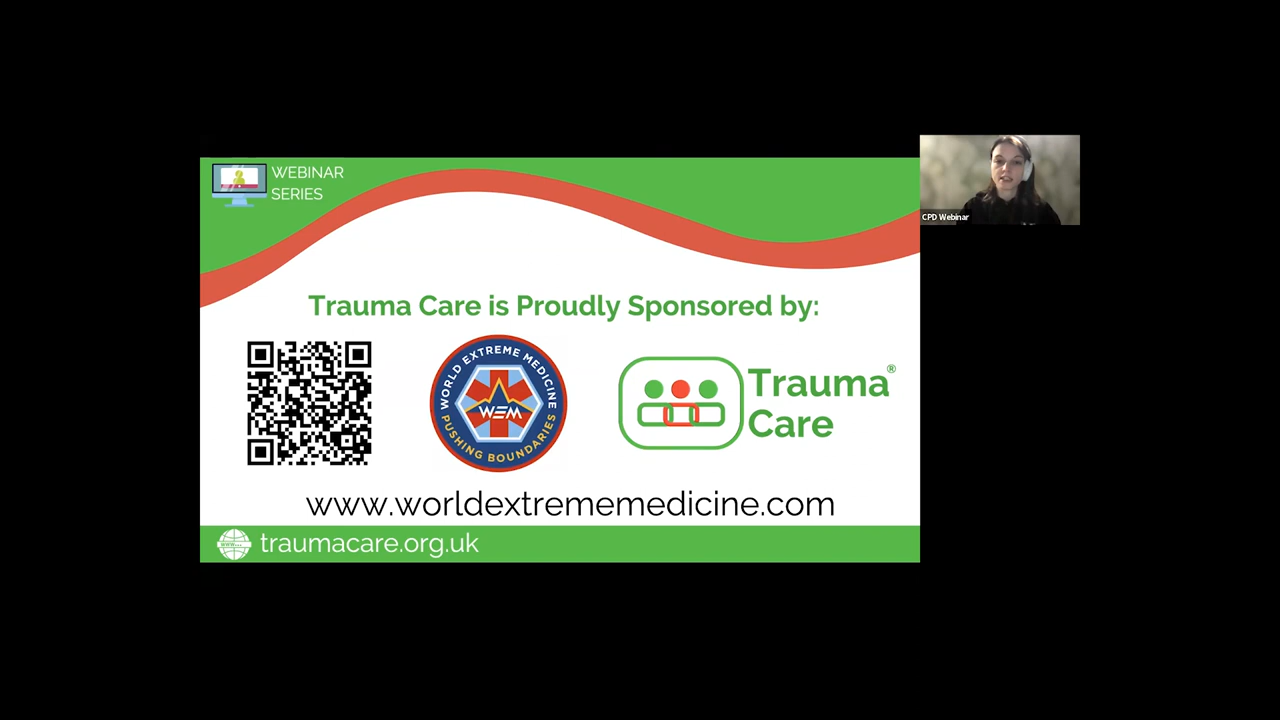 WEBINAR
SERIES
CPD Webinar
Trauma Care is Proudly Sponsored by:
WORLD EXTREME MEDICINE
WEM
PUSHING BOUNDARIES
Trauma®
Care
www.worldextrememedicine.com
www...
traumacare.org.uk